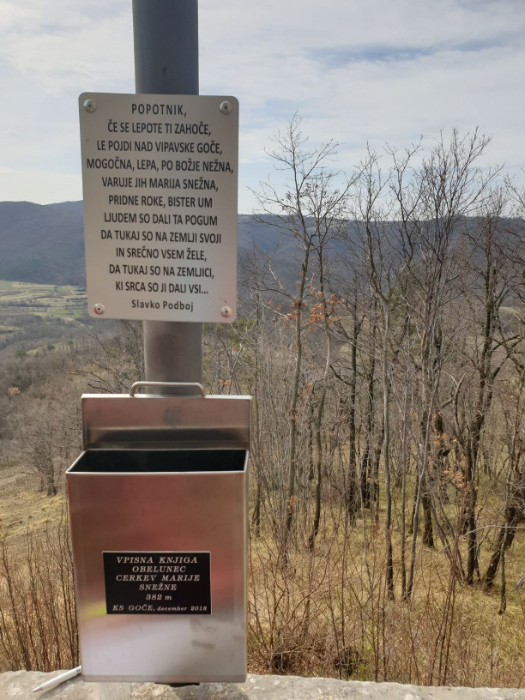 POPOTNIK,
ČE SE LEPOTE TI ZAHOČE,
LE POJDI NAD VIPAVSKE GOČE,
MOGOČNA, LEPA, PO BOŽJE NEŽNA,
VARUJE JIH MARIJA SNEŽNA,
PRIDNE ROKE, BISTER UM
LJUDEM SO DALI TA POGUM
DA TUKAJ SO NA ZEMLJI SVOJI
IN SREČNO VSEM ŽELE,
DA TUKAJ SO NA ZEMLJICI,
KI SRCA SO JI DALI VSI...
Slavko Podboj
VPISNA KNJIGA
OBELUNEC
CERKEV MARIJE
SNEŽNE
382 m
KS GOČE, december 2018